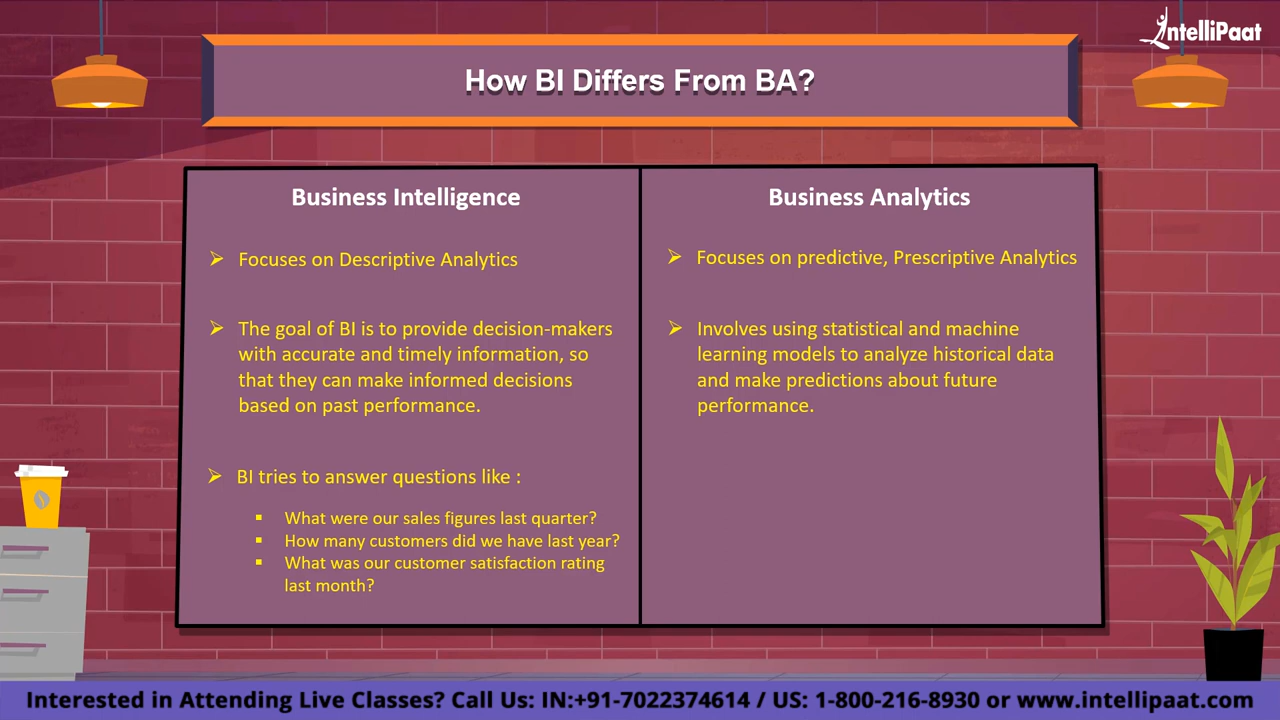 IntelliPaat
How BI Differs From BA?
Business Intelligence
Focuses on Descriptive Analytics
The goal of BI is to provide decision-makers
with accurate and timely information, so
that they can make informed decisions
based on past performance.
BI tries to answer questions like :
What were our sales figures last quarter?
How many customers did we have last year?
What was our customer satisfaction rating
last month?
Business Analytics
Focuses on predictive, Prescriptive Analytics
Involves using statistical and machine
learning models to analyze historical data
and make predictions about future
performance.
Interested in Attending Live Classes? Call Us: IN:+91-7022374614 / US: 1-800-216-8930 or www.intellipaat.com